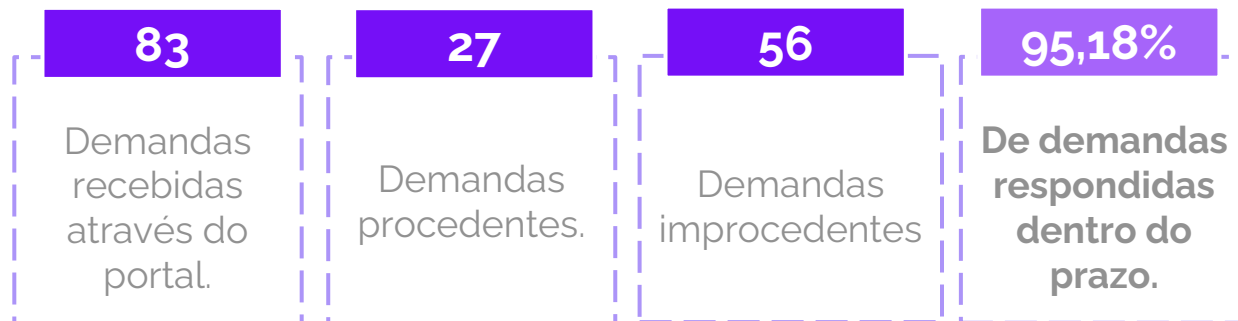 83
Demandas
recebidas
através do
portal.
27
Demandas
procedentes.
56
Demandas
improcedentes
95,18%
De demandas
respondidas
dentro do
prazo.